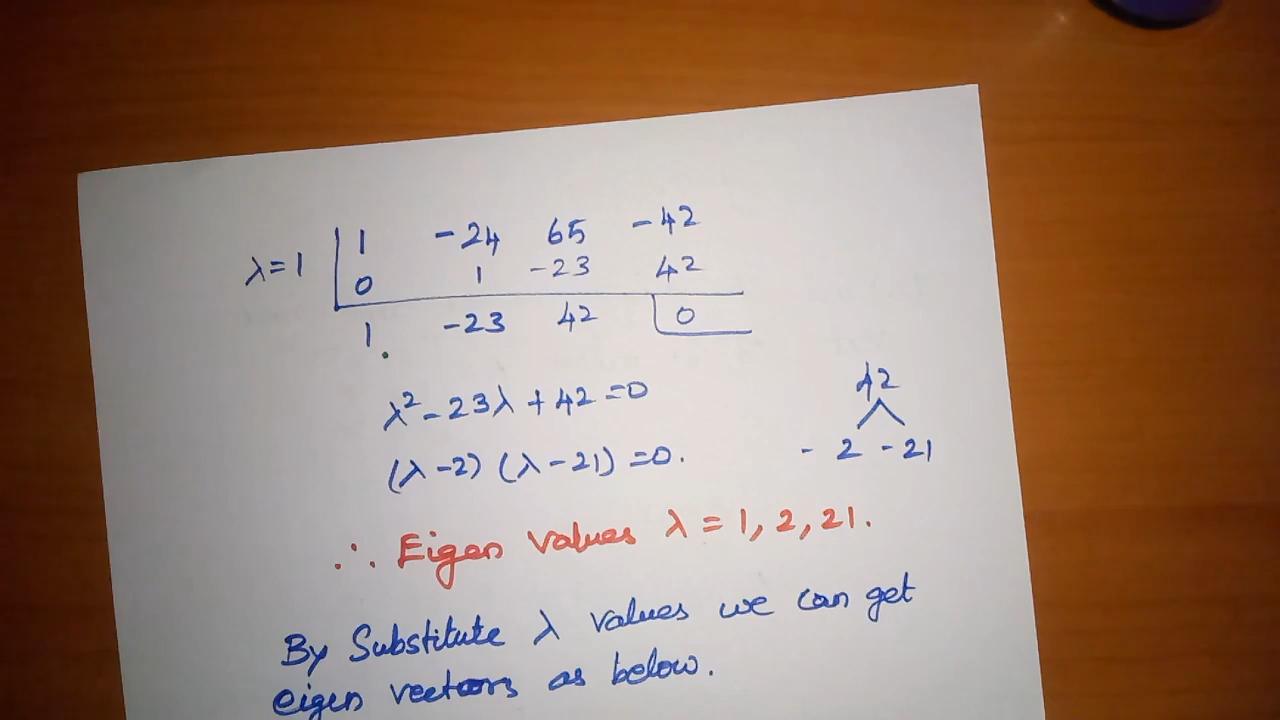 λ=1 | 1 -24 65 -42
0 1 -23 42
1 -23 42 0
λ²-23λ+42=0
42
(λ-2) (λ-21)=0.
- 2 -21
∴ Eigen values λ = 1, 2, 21.
By Substitute λ values we can get
eigen vectors as below.